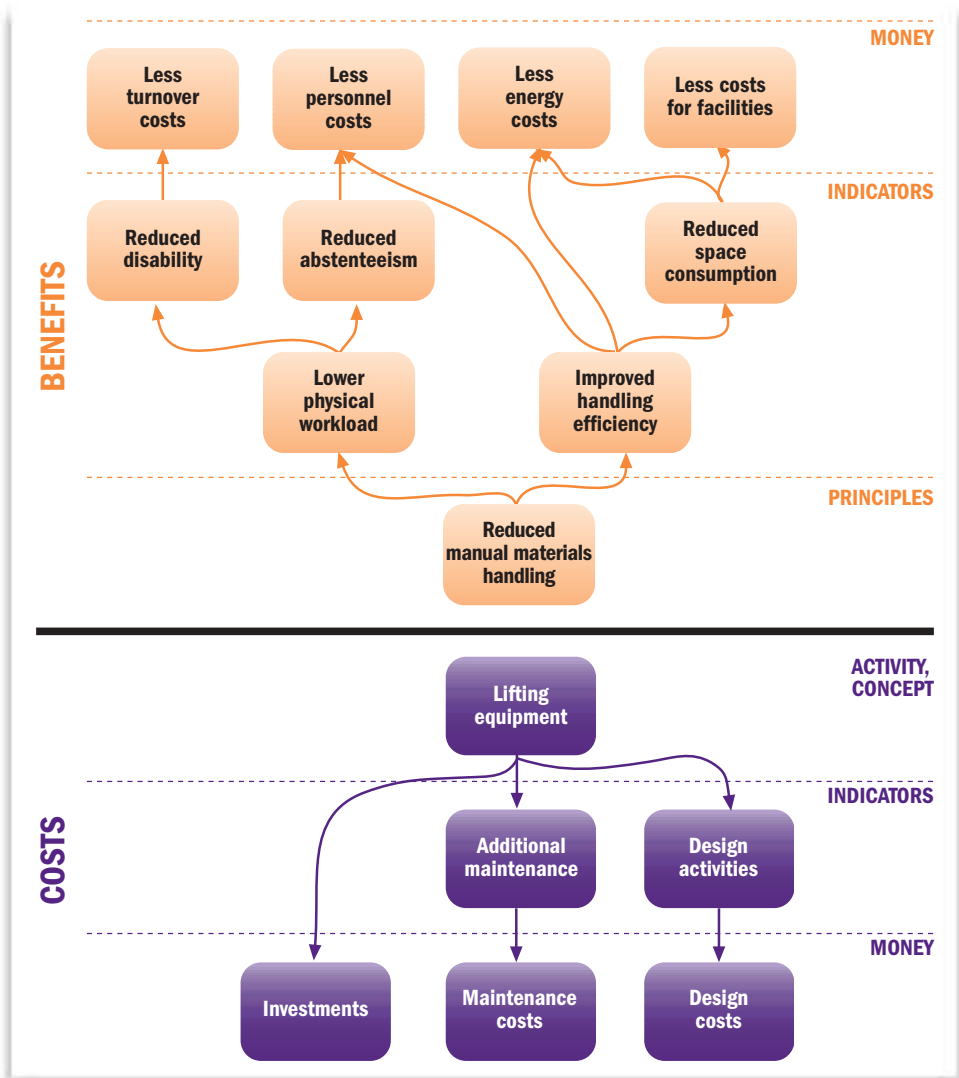 MONEY
Less
turnover
costs
Less
personnel
costs
Less
energy
costs
Less costs
for facilities
INDICATORS
Reduced
disability
Reduced
abstenteeism
Reduced
space
consumption
BENEFITS
Lower
physical
workload
Improved
handling
efficiency
PRINCIPLES
Reduced
manual materials
handling
ACTIVITY,
CONCEPT
Lifting
equipment
INDICATORS
COSTS
Additional
maintenance
Design
activities
MONEY
Investments
Maintenance
costs
Design
costs